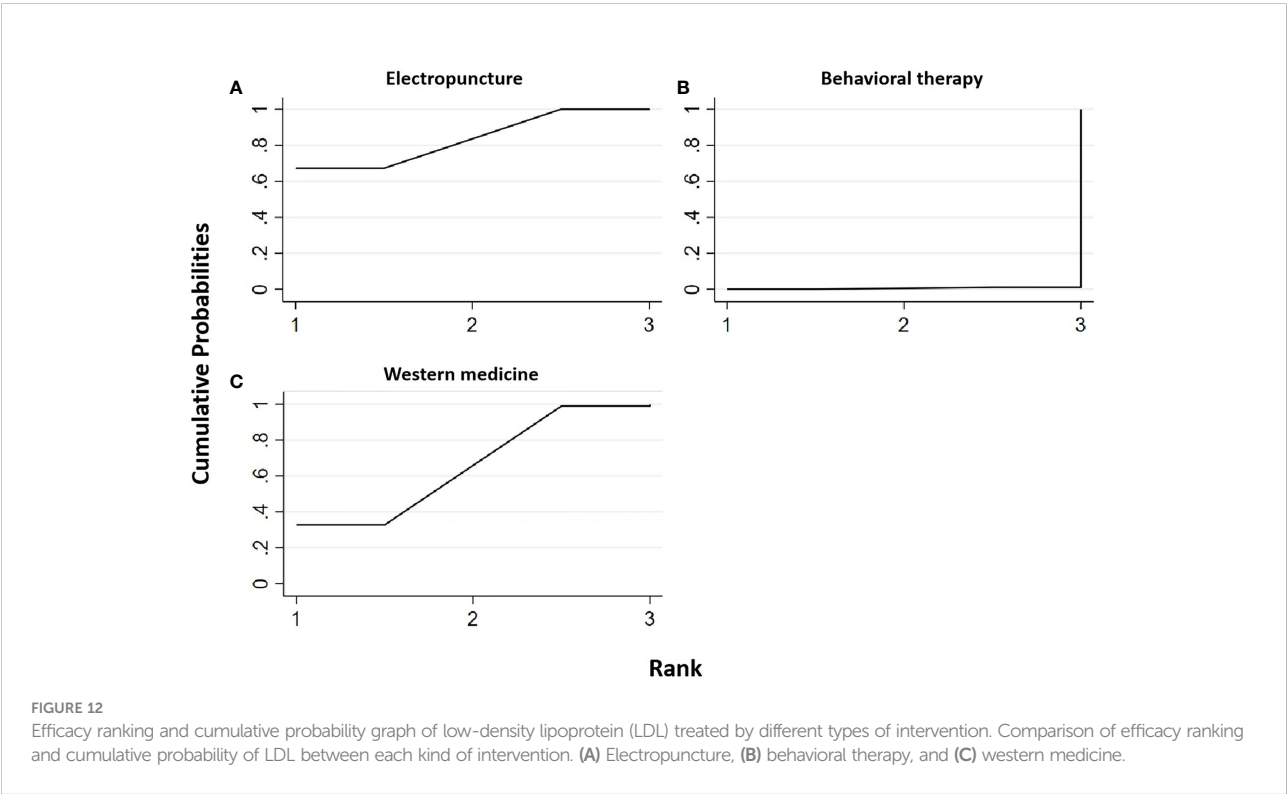 A
Electropuncture
1
.8
.6
.4
.2
0
1 2 3
B
Behavioral therapy
1
.8
.6
.4
.2
0
1 2 3
Cumulative Probabilities
C
Western medicine
1
.8
.6
.4
.2
0
1 2 3
Rank
FIGURE 12
Efficacy ranking and cumulative probability graph of low-density lipoprotein (LDL) treated by different types of intervention. Comparison of efficacy ranking
and cumulative probability of LDL between each kind of intervention. (A) Electropuncture, (B) behavioral therapy, and (C) western medicine.